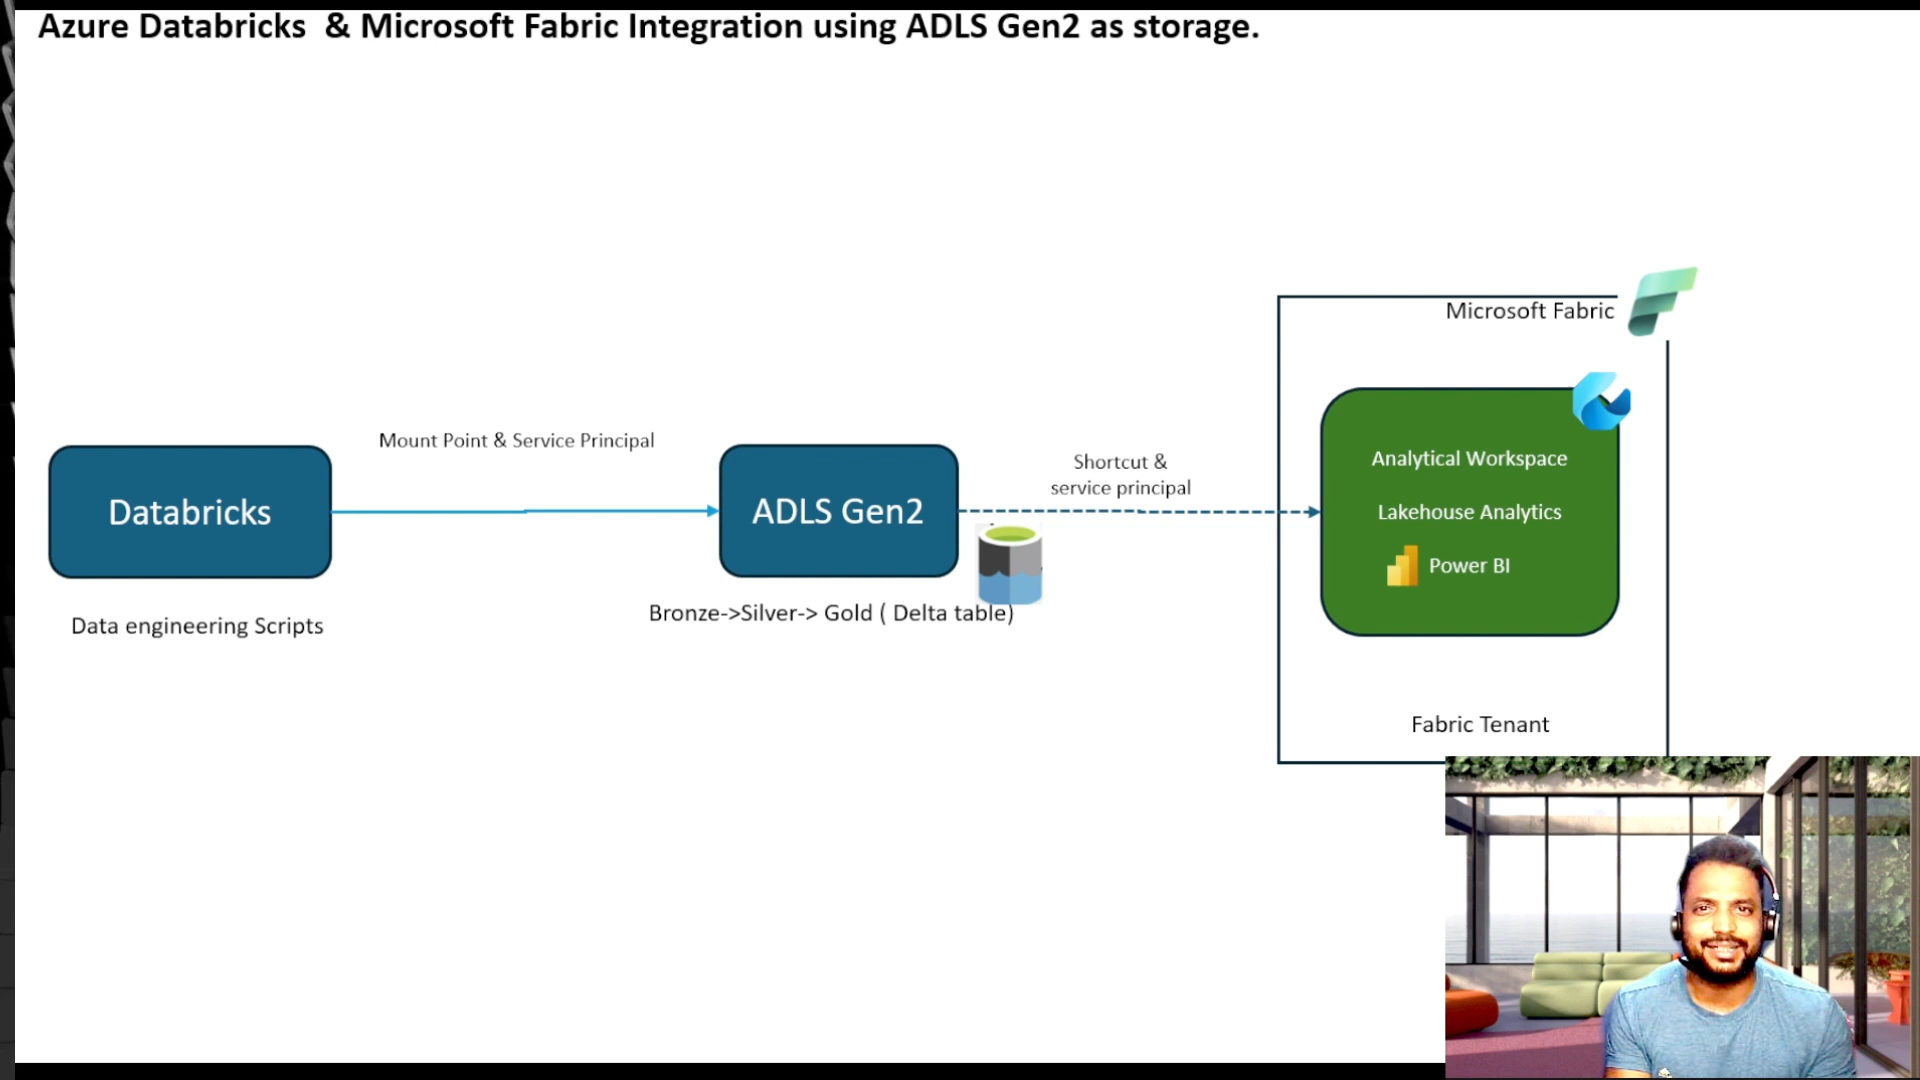 Azure Databricks & Microsoft Fabric Integration using ADLS Gen2 as storage.
Microsoft Fabric
Mount Point & Service Principal
Shortcut &
service principal
Databricks
ADLS Gen2
Analytical Workspace
Lakehouse Analytics
Power BI
Data engineering Scripts
Bronze->Silver-> Gold ( Delta table)
Fabric Tenant